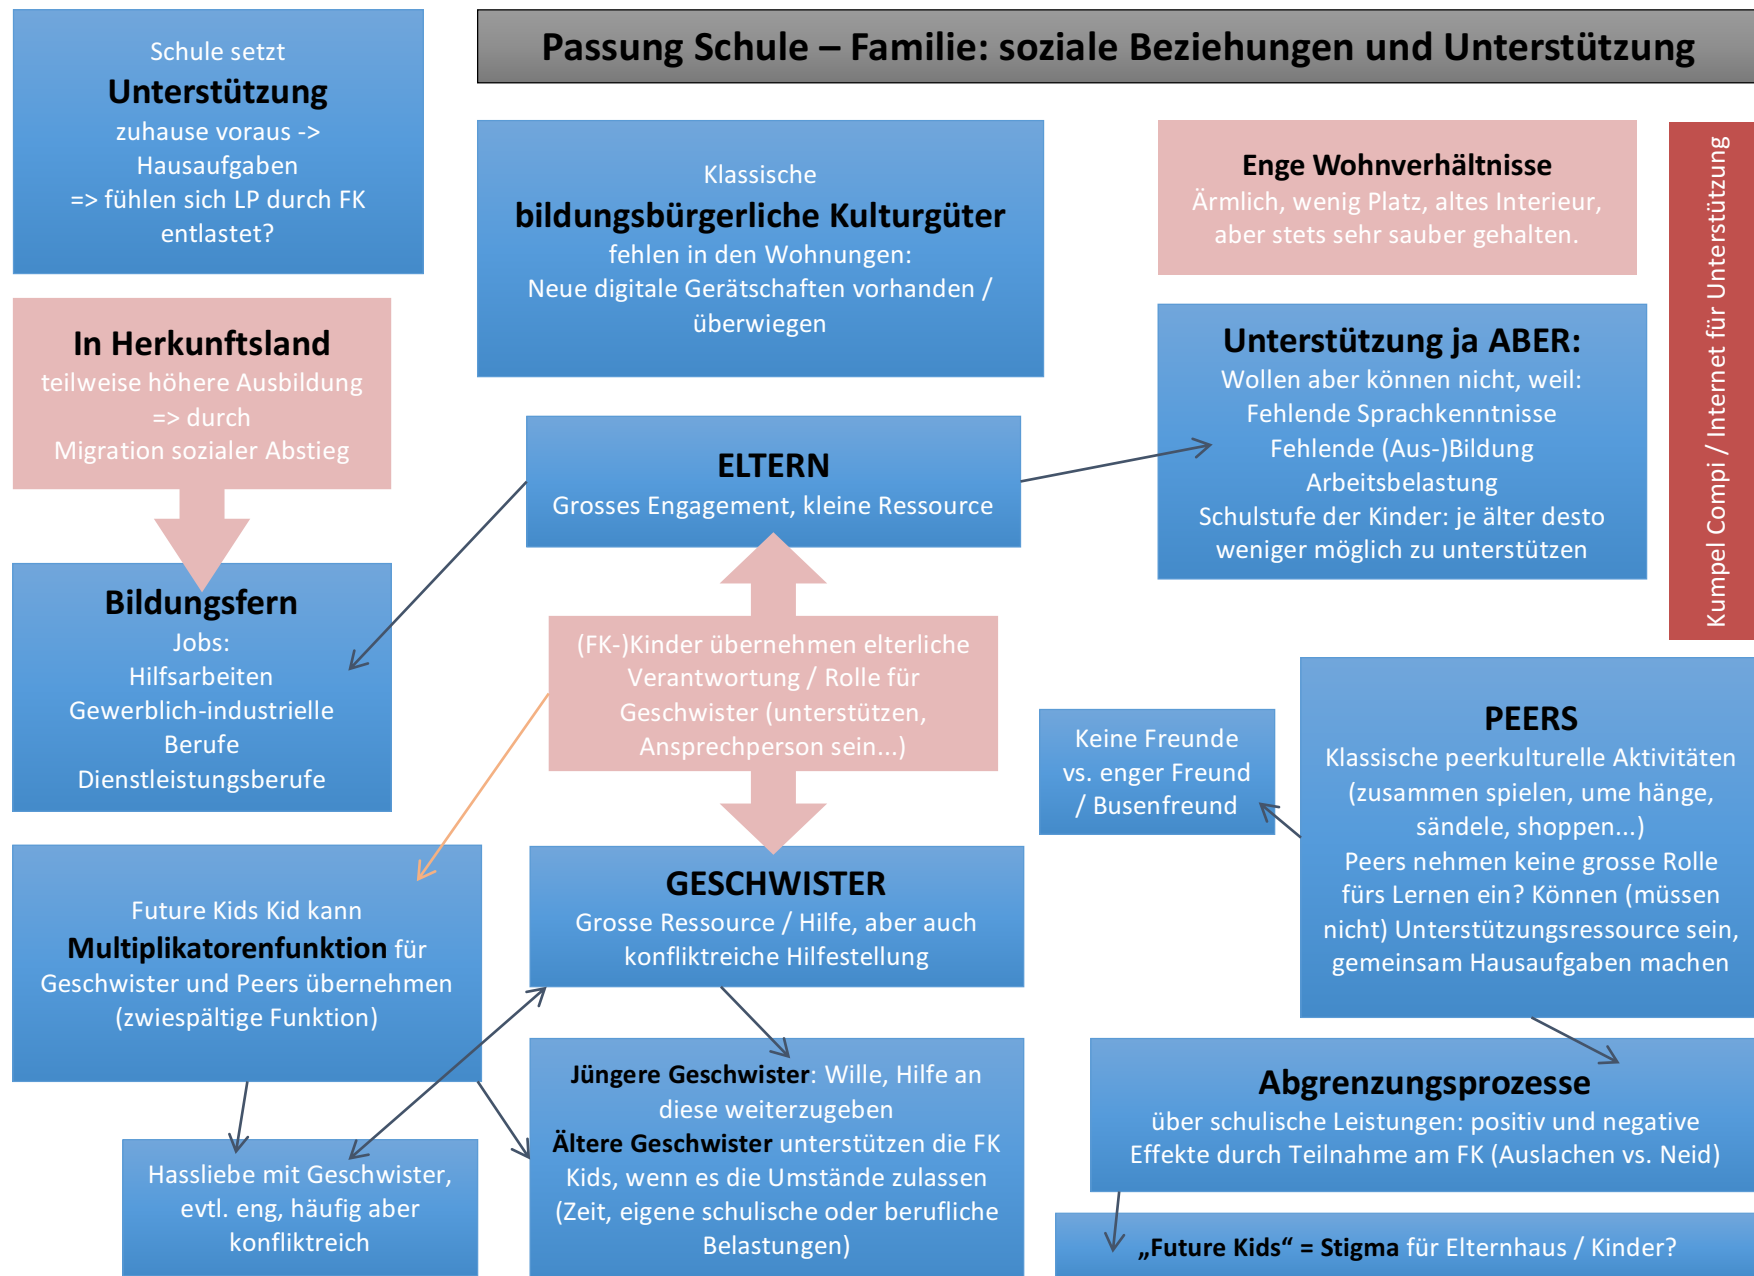 Passung Schule – Familie: soziale Beziehungen und Unterstützung
Schule setzt
Unterstützung
zuhause voraus ->
Hausaufgaben
=> fühlen sich LP durch FK
entlastet?
Klassische
bildungsbürgerliche Kulturgüter
fehlen in den Wohnungen:
Neue digitale Gerätschaften vorhanden /
überwiegen
Enge Wohnverhältnisse
Ärmlich, wenig Platz, altes Interieur,
aber stets sehr sauber gehalten.
Kumpel Compi / Internet für Unterstützung
In Herkunftsland
teilweise höhere Ausbildung
=> durch
Migration sozialer Abstieg
Unterstützung ja ABER:
Wollen aber können nicht, weil:
Fehlende Sprachkenntnisse
Fehlende (Aus-)Bildung
Arbeitsbelastung
Schulstufe der Kinder: je älter desto
weniger möglich zu unterstützen
ELTERN
Grosses Engagement, kleine Ressource
Bildungsfern
Jobs:
Hilfsarbeiten
Gewerblich-industrielle
Berufe
Dienstleistungsberufe
(FK-)Kinder übernehmen elterliche
Verantwortung / Rolle für
Geschwister (unterstützen,
Ansprechperson sein...)
Keine Freunde
vs. enger Freund
/ Busenfreund
PEERS
Klassische peerkulturelle Aktivitäten
(zusammen spielen, ume hänge,
sändele, shoppen...)
Peers nehmen keine grosse Rolle
fürs Lernen ein? Können (müssen
nicht) Unterstützungsressource sein,
gemeinsam Hausaufgaben machen
Future Kids Kid kann
Multiplikatorenfunktion für
Geschwister und Peers übernehmen
(zwiespältige Funktion)
GESCHWISTER
Grosse Ressource / Hilfe, aber auch
konfliktreiche Hilfestellung
Jüngere Geschwister: Wille, Hilfe an
diese weiterzugeben
Ältere Geschwister unterstützen die FK
Kids, wenn es die Umstände zulassen
(Zeit, eigene schulische oder berufliche
Belastungen)
Abgrenzungsprozesse
über schulische Leistungen: positiv und negative
Effekte durch Teilnahme am FK (Auslachen vs. Neid)
Hassliebe mit Geschwister,
evtl. eng, häufig aber
konfliktreich
„Future Kids“ = Stigma für Elternhaus / Kinder?